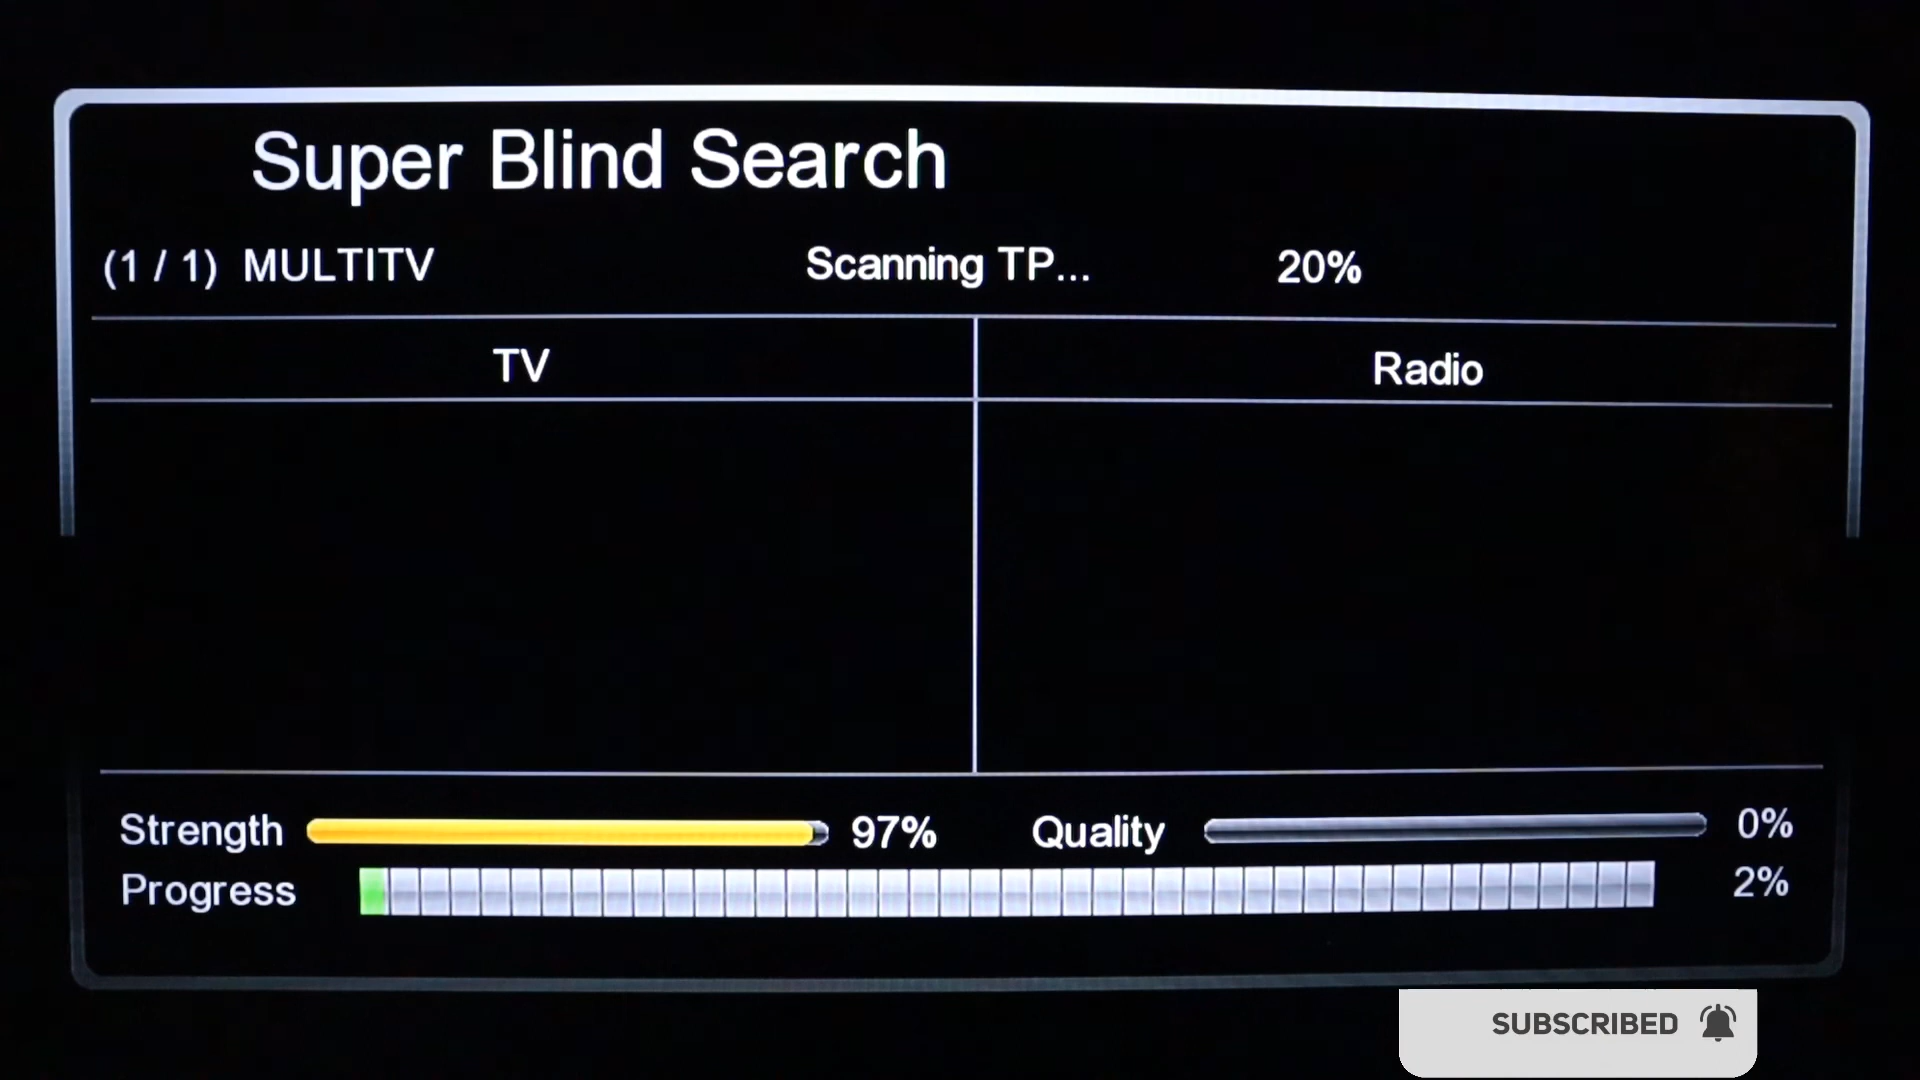 Super Blind Search
(1 / 1) MULTITV Scanning TP... 20%
TV Radio
Strength 97% Quality 0%
Progress 2%
SUBSCRIBED